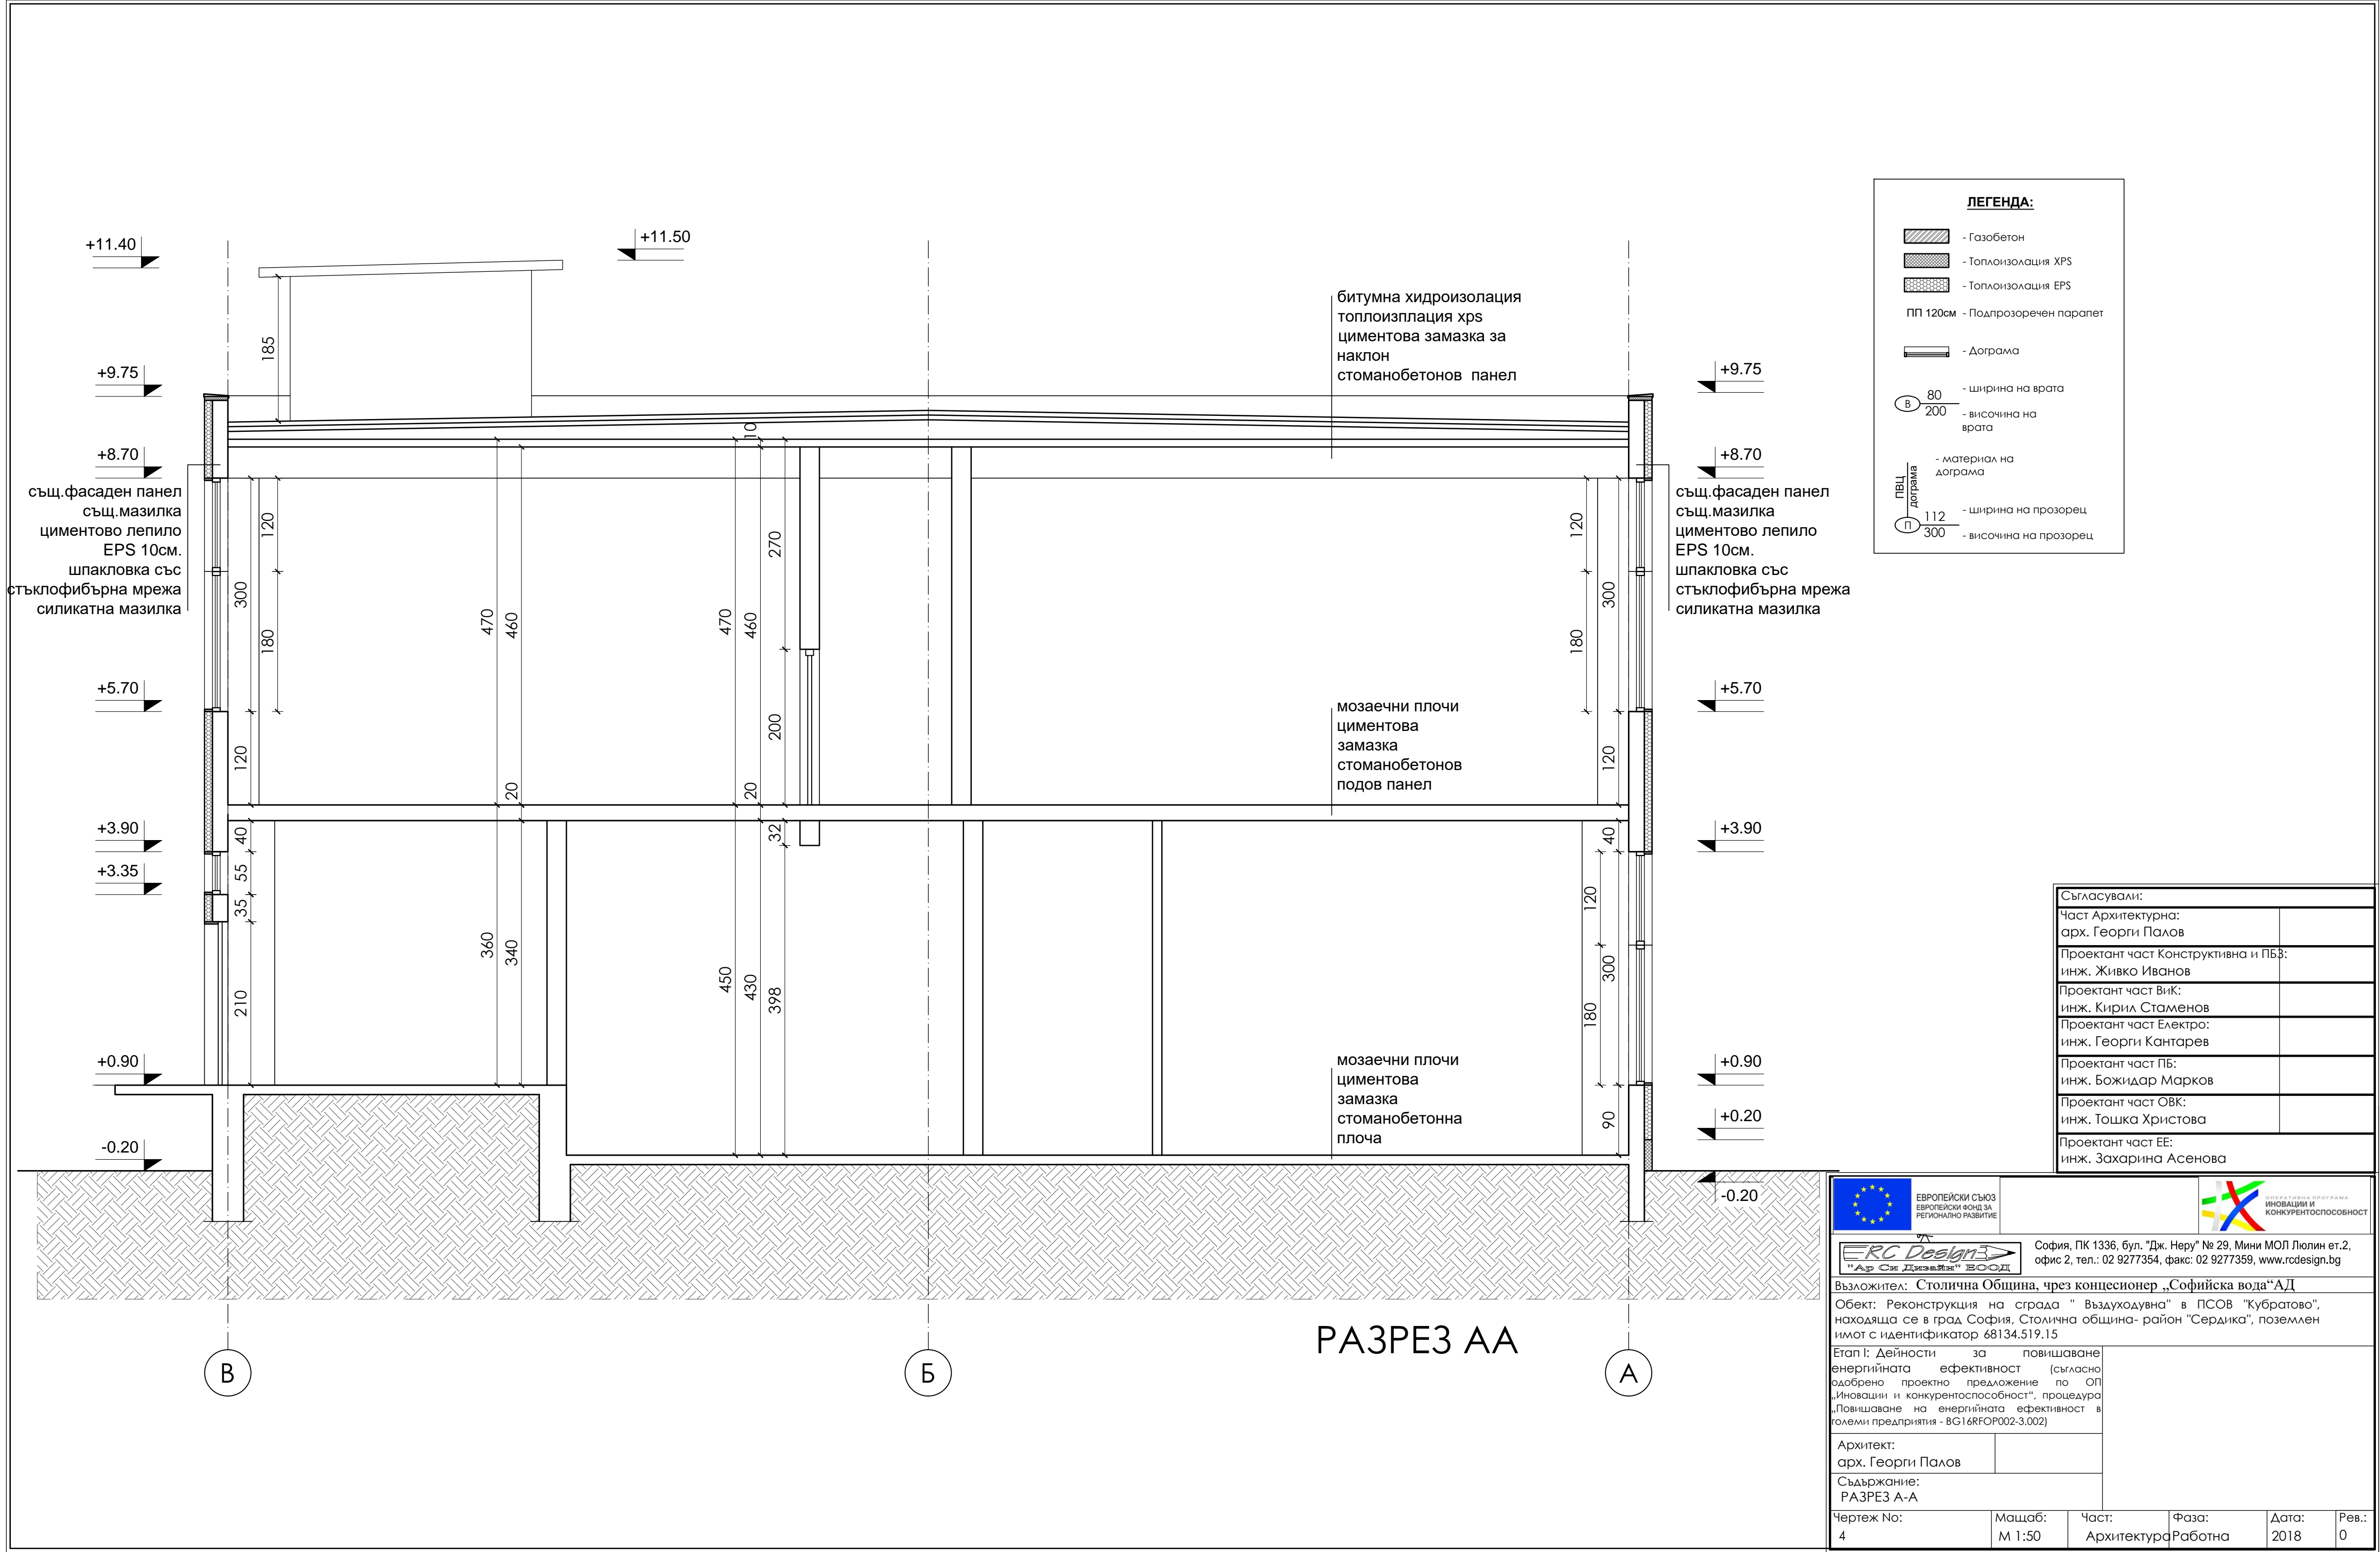 +11.40
+11.50
185
+9.75
+9.75
+8.70
+8.70
10
битумна хидроизолация
топлоизплация xps
циментова замазка за
наклон
стоманобетонов панел
същ.фасаден панел
същ.мазилка
циментово лепило
EPS 10см.
шпакловка със
стъклофибърна мрежа
силикатна мазилка
същ.фасаден панел
същ.мазилка
циментово лепило
EPS 10см.
шпакловка със
стъклофибърна мрежа
силикатна мазилка
120
300
180
120
470
460
20
470
460
20
270
200
120
300
180
120
+5.70
+5.70
мозаечни плочи
циментова
замазка
стоманобетонов
подов панел
+3.90
+3.35
+3.90
40
55
35
210
360
340
450
430
32
398
40
120
300
180
90
+0.90
-0.20
+0.90
+0.20
-0.20
мозаечни плочи
циментова
замазка
стоманобетонна
плоча
РАЗРЕЗ АА
В
Б
А
ЛЕГЕНДА:
- Газобетон
- Топлоизолация XPS
- Топлоизолация EPS
ПП 120см - Подпрозоречен парапет
- Дограма
В 80 - ширина на врата
200 - височина на
врата
ПВЦ
дограма
- материал на
дограма
П 112 - ширина на прозорец
300 - височина на прозорец
Съгласували:
Част Архитектурна:
арх. Георги Палов
Проектант част Конструктивна и ПБЗ:
инж. Живко Иванов
Проектант част ВиК:
инж. Кирил Стаменов
Проектант част Електро:
инж. Георги Кантарев
Проектант част ПБ:
инж. Божидар Марков
Проектант част ОВК:
инж. Тошка Христова
Проектант част ЕЕ:
инж. Захарина Асенова
ЕВРОПЕЙСКИ СЪЮЗ
ЕВРОПЕЙСКИ ФОНД ЗА
РЕГИОНАЛНО РАЗВИТИЕ
ОПЕРАТИВНА ПРОГРАМА
ИНОВАЦИИ И
КОНКУРЕНТОСПОСОБНОСТ
RC Design
"Ар Си Дизайн" ЕООД
София, ПК 1336, бул. "Дж. Неру" № 29, Мини МОЛ Люлин ет.2,
офис 2, тел.: 02 9277354, факс: 02 9277359, www.rcdesign.bg
Възложител: Столична Община, чрез концесионер „Софийска вода“АД
Обект: Реконструкция на сграда " Въздуходувна" в ПСОВ "Кубратово",
находяща се в град София, Столична община- район "Сердика", поземлен
имот с идентификатор 68134.519.15
Етап I: Дейности за повишаване
енергийната ефективност (съгласно
одобрено проектно предложение по ОП
„Иновации и конкурентоспособност“, процедура
„Повишаване на енергийната ефективност в
големи предприятия - BG16RFOP002-3.002)
Архитект:
арх. Георги Палов
Съдържание:
РАЗРЕЗ А-А
Чертеж No: Мащаб: Част: Фаза: Дата: Рев.:
4 М 1:50 Архитектура Работна 2018 0